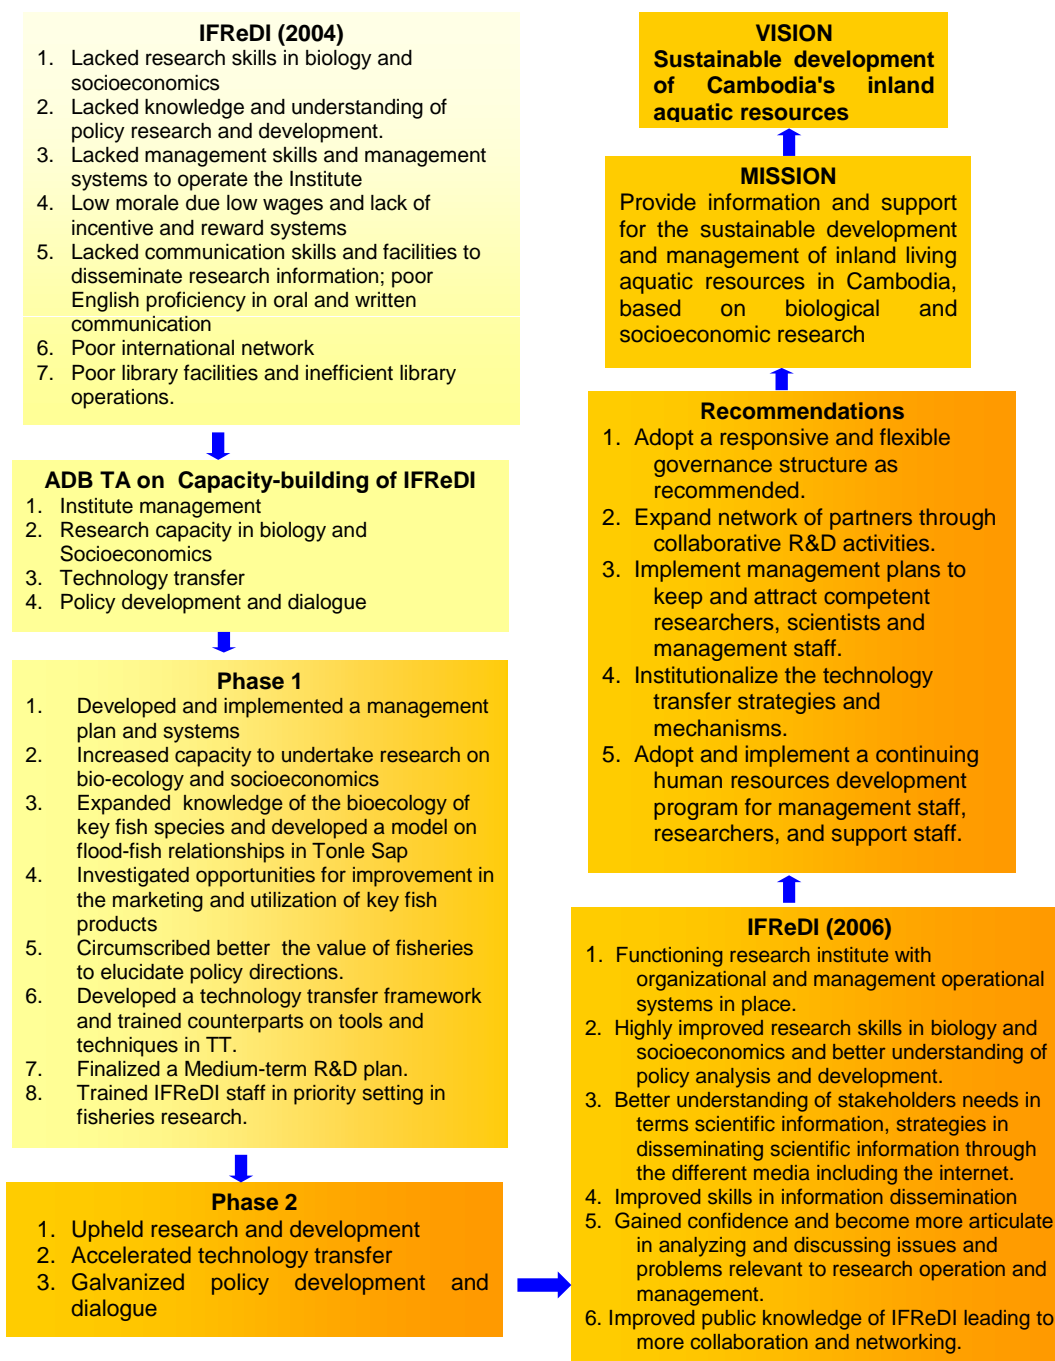 IFReDI (2004)
1. Lacked research skills in biology and
socioeconomics
2. Lacked knowledge and understanding of
policy research and development.
3. Lacked management skills and management
systems to operate the Institute
4. Low morale due low wages and lack of
incentive and reward systems
5. Lacked communication skills and facilities to
disseminate research information; poor
English proficiency in oral and written
communication
6. Poor international network
7. Poor library facilities and inefficient library
operations.
ADB TA on Capacity-building of IFReDI
1. Institute management
2. Research capacity in biology and
Socioeconomics
3. Technology transfer
4. Policy development and dialogue
Phase 1
1. Developed and implemented a management
plan and systems
2. Increased capacity to undertake research on
bio-ecology and socioeconomics
3. Expanded knowledge of the bioecology of
key fish species and developed a model on
flood-fish relationships in Tonle Sap
4. Investigated opportunities for improvement in
the marketing and utilization of key fish
products
5. Circumscribed better the value of fisheries
to elucidate policy directions.
6. Developed a technology transfer framework
and trained counterparts on tools and
techniques in TT.
7. Finalized a Medium-term R&D plan.
8. Trained IFReDI staff in priority setting in
fisheries research.
Phase 2
1. Upheld research and development
2. Accelerated technology transfer
3. Galvanized policy development and
dialogue
IFReDI (2006)
1. Functioning research institute with
organizational and management operational
systems in place.
2. Highly improved research skills in biology and
socioeconomics and better understanding of
policy analysis and development.
3. Better understanding of stakeholders needs in
terms scientific information, strategies in
disseminating scientific information through
the different media including the internet.
4. Improved skills in information dissemination
5. Gained confidence and become more articulate
in analyzing and discussing issues and
problems relevant to research operation and
management.
6. Improved public knowledge of IFReDI leading to
more collaboration and networking.
Recommendations
1. Adopt a responsive and flexible
governance structure as
recommended.
2. Expand network of partners through
collaborative R&D activities.
3. Implement management plans to
keep and attract competent
researchers, scientists and
management staff.
4. Institutionalize the technology
transfer strategies and
mechanisms.
5. Adopt and implement a continuing
human resources development
program for management staff,
researchers, and support staff.
MISSION
Provide information and support
for the sustainable development
and management of inland living
aquatic resources in Cambodia,
based on biological and
socioeconomic research
VISION
Sustainable development
of Cambodia's inland
aquatic resources